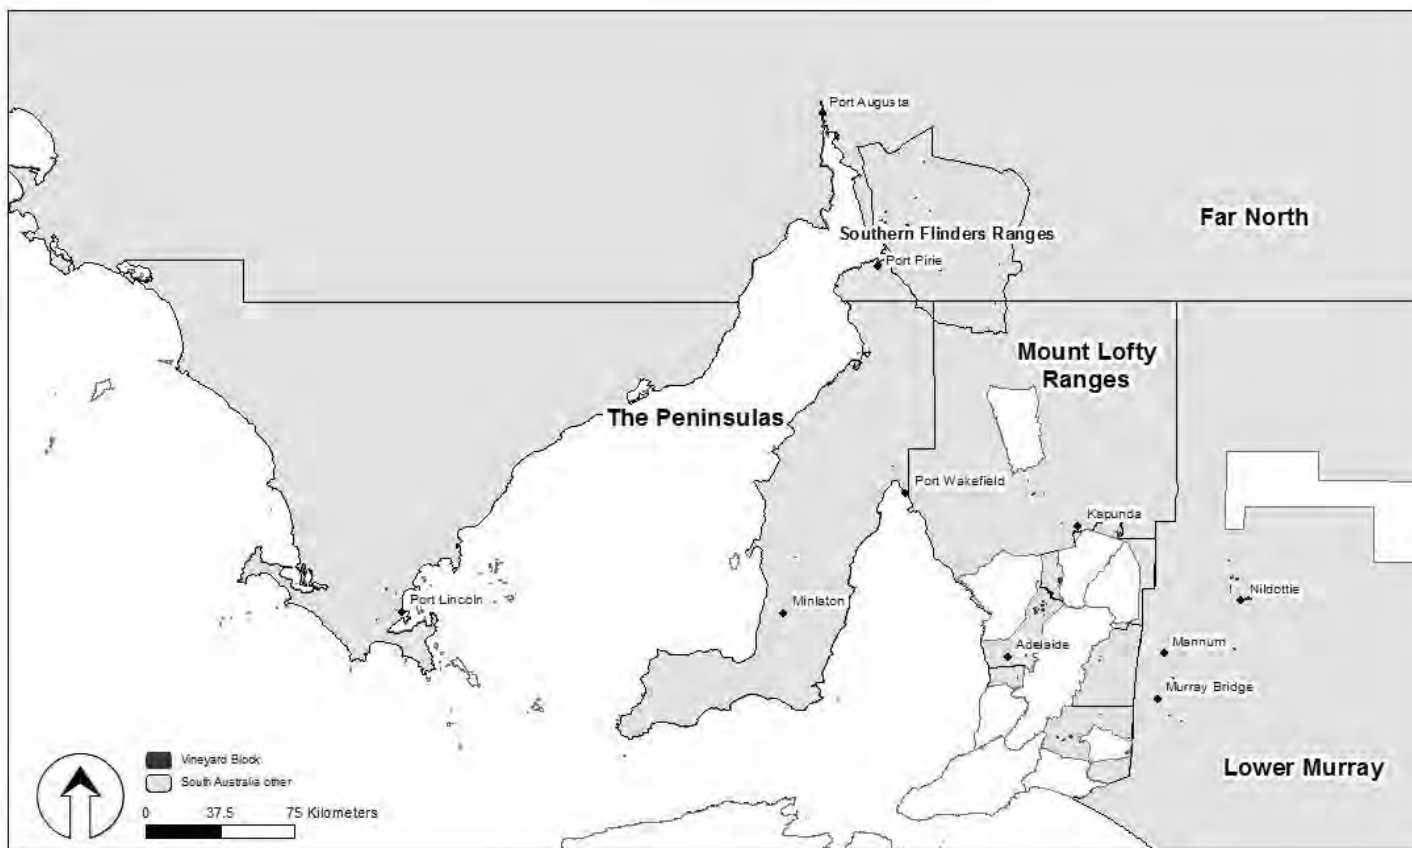 Port Augusta
Far North
Southern Flinders Ranges
Port Pirie
Mount Lofty
Ranges
The Peninsulas
Port Wakefield
Kapunda
Nildottie
Port Lincoln
Minlaton
Adelaide
Mannum
Murray Bridge
Lower Murray
Vineyard Block
South Australia other
0 37.5 75 Kilometers